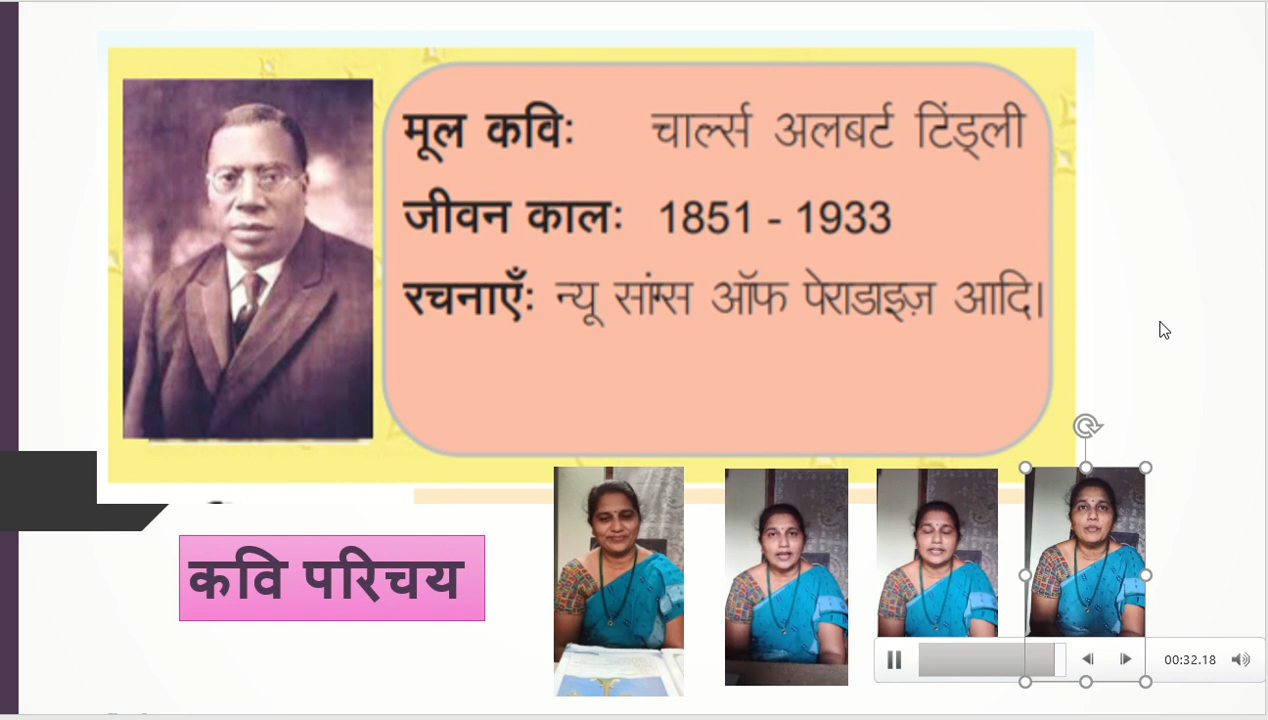 मूल कविः चार्ल्स अलबर्ट टिंड्ली
जीवन कालः 1851 - 1933
रचनाएँः न्यू सांग्स ऑफ पेराडाइज़ आदि।
कवि परिचय
00:32.18